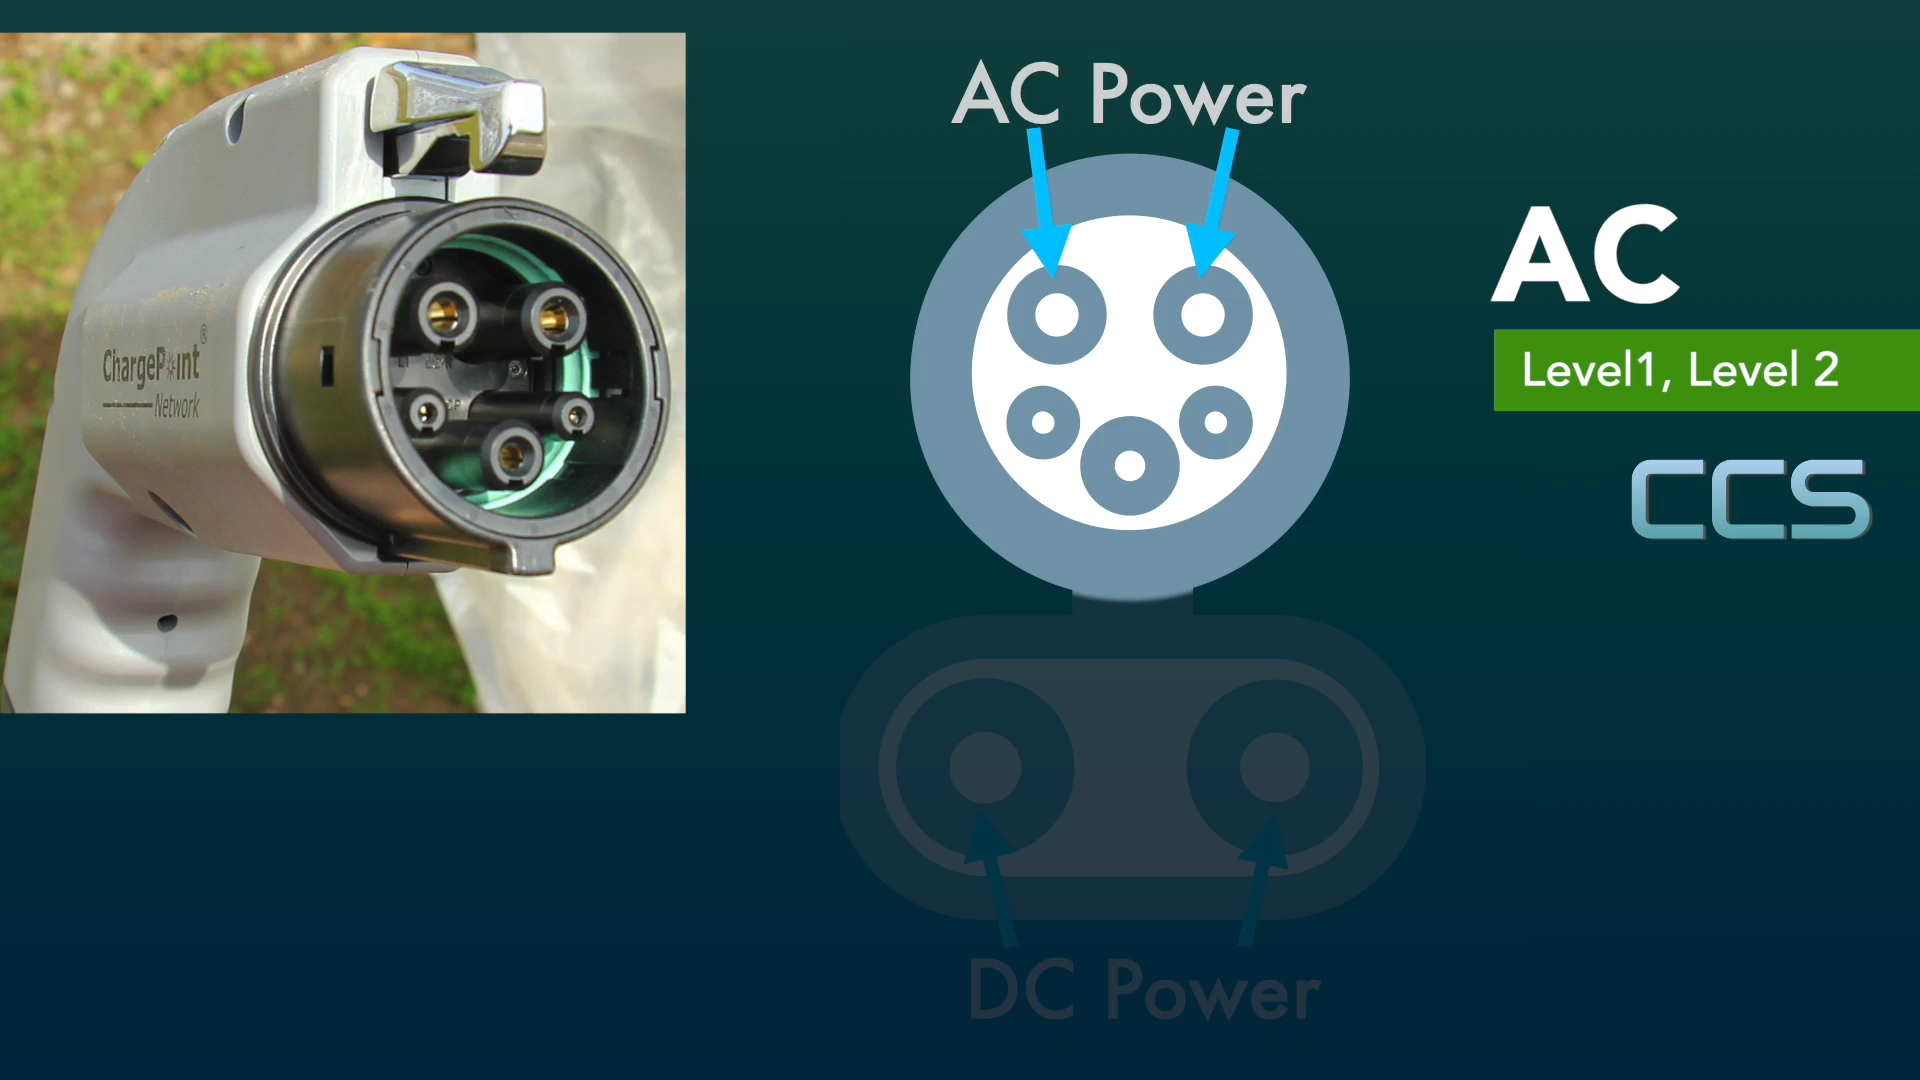 AC Power
AC
Level1, Level 2
CCS
ChargePoint®
Network
DC Power